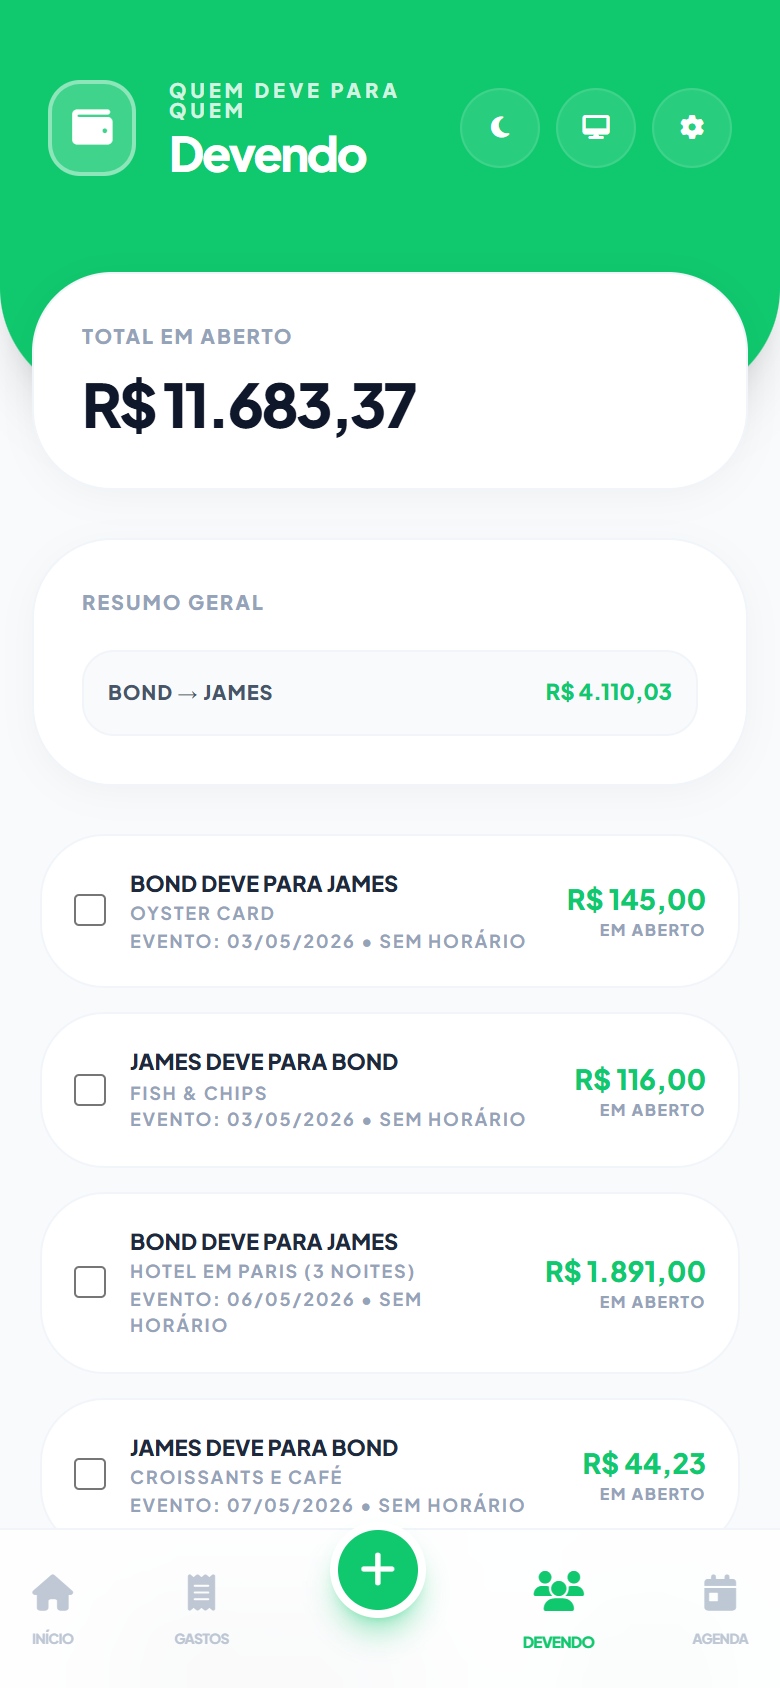 QUEM DEVE PARA
QUEM
Devendo
TOTAL EM ABERTO
R$ 11.683,37
RESUMO GERAL
BOND → JAMES R$ 4.110,03
BOND DEVE PARA JAMES
OYSTER CARD
EVENTO: 03/05/2026 • SEM HORÁRIO
R$ 145,00
EM ABERTO
JAMES DEVE PARA BOND
FISH & CHIPS
EVENTO: 03/05/2026 • SEM HORÁRIO
R$ 116,00
EM ABERTO
BOND DEVE PARA JAMES
HOTEL EM PARIS (3 NOITES)
EVENTO: 06/05/2026 • SEM
HORÁRIO
R$ 1.891,00
EM ABERTO
JAMES DEVE PARA BOND
CROISSANTS E CAFÉ
EVENTO: 07/05/2026 • SEM HORÁRIO
R$ 44,23
EM ABERTO
INÍCIO GASTOS DEVENDO AGENDA